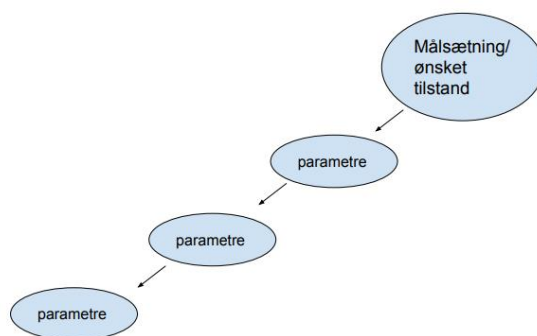 Målsætning/
ønsket
tilstand
parametre
parametre
parametre